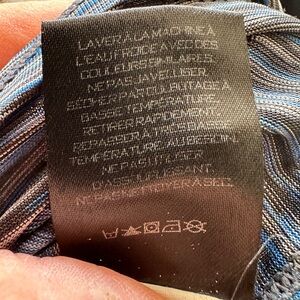 LAVER À LA MACHINE À
L'EAU FROIDE AVEC DES
COULEURS SIMILAIRES.
NE PAS JAVELLISER.
SÉCHER PAR CULBUTAGE À
BASSE TEMPÉRATURE.
RETIRER RAPIDEMENT.
REPASSER À TRÈS BASSE
TEMPÉRATURE AU BESOIN.
NE PAS UTILISER
D'ASSOUPLISSANT.
NE PAS NETTOYER À SEC.